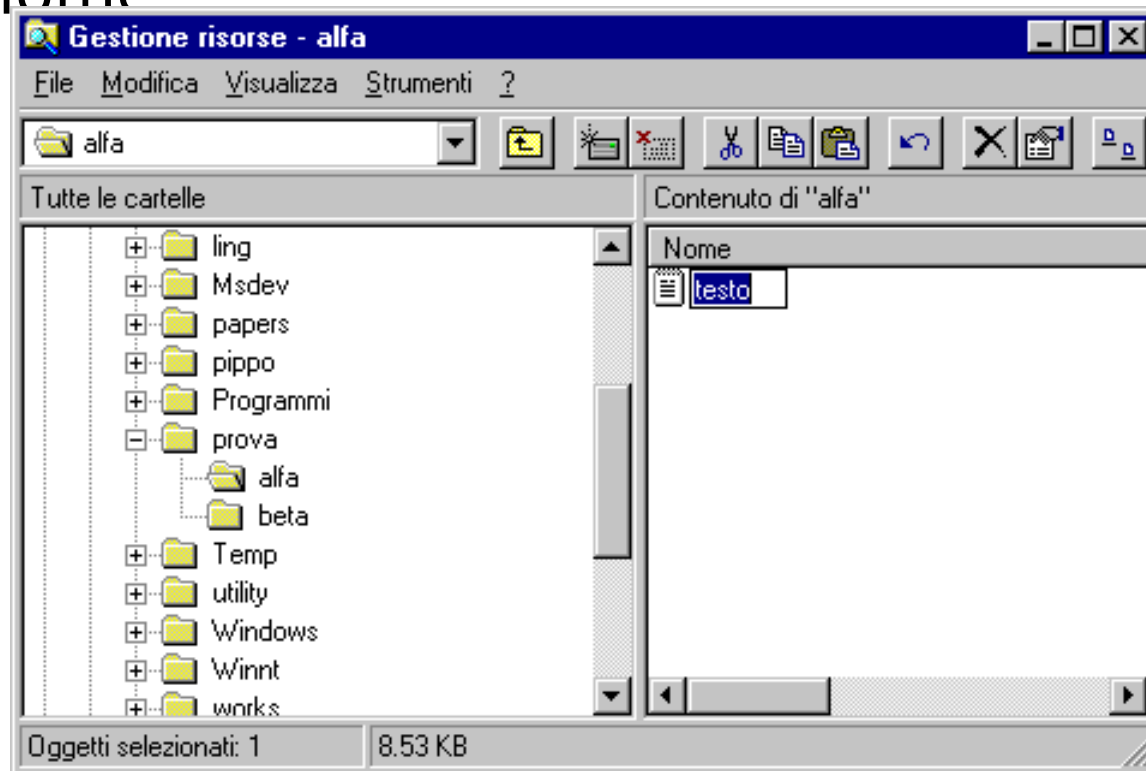 Gestione risorse - alfa
File Modifica Visualizza Strumenti ?
alfa
Tutte le cartelle
Contenuto di "alfa"
ling
Msdev
papers
pippo
Programmi
prova
alfa
beta
Temp
utility
Windows
Winnt
works
Nome
testo
Oggetti selezionati: 1
8.53 KB